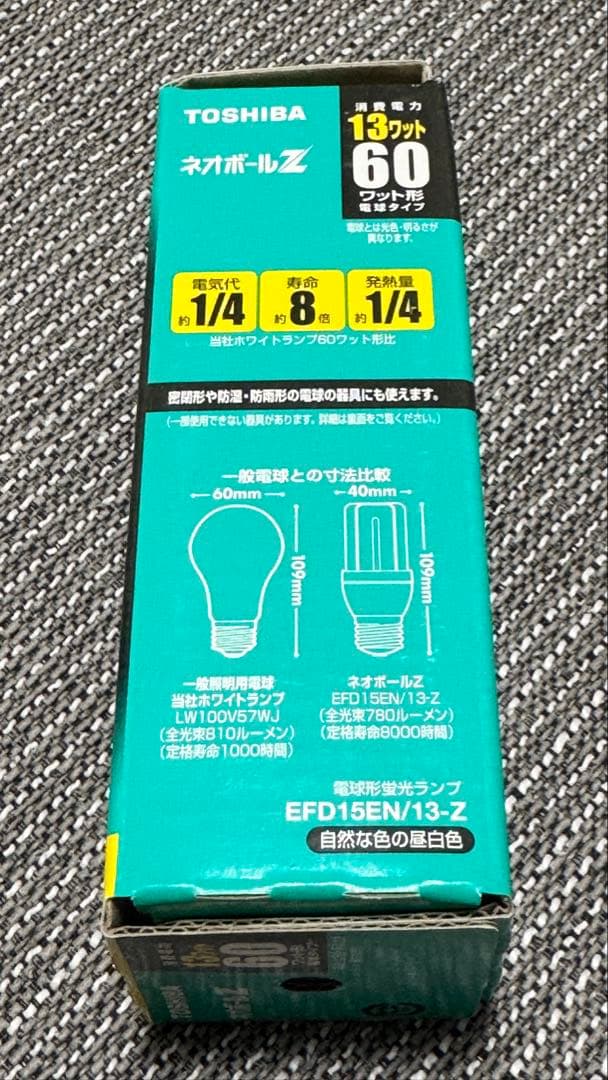 TOSHIBA
ネオボールZ
消費電力
13ワット
60
ワット形
電球タイプ
電球とは光色・明るさが
異なります。
電気代
約1/4
寿命
約8倍
発熱量
約1/4
当社ホワイトランプ60ワット形比
密閉形や防湿・防雨形の電球の器具にも使えます。
(一部使用できない器具があります。詳細は裏面をご覧ください。)
一般電球との寸法比較
60mm
109mm
40mm
109mm
一般照明用電球
当社ホワイトランプ
LW100V57WJ
(全光束810ルーメン)
(定格寿命1000時間)
ネオボールZ
EFD15EN/13-Z
(全光束780ルーメン)
(定格寿命8000時間)
電球形蛍光ランプ
EFD15EN/13-Z
自然な色の昼白色
TOSHIBA
ネオボールZ
60